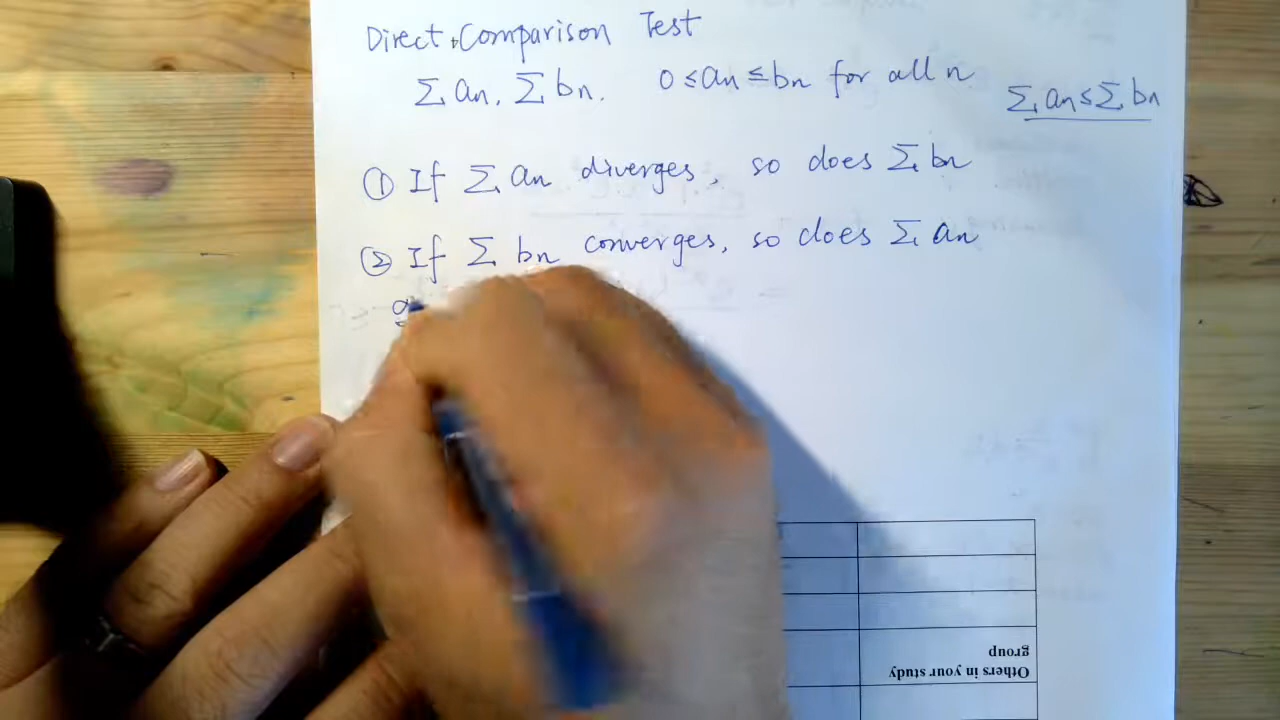 Direct Comparison Test
Σ an, Σ bn. 0 ≤ an ≤ bn for all n
Σ an ≤ Σ bn
① If Σ an diverges, so does Σ bn
② If Σ bn converges, so does Σ an
Others in your study
group